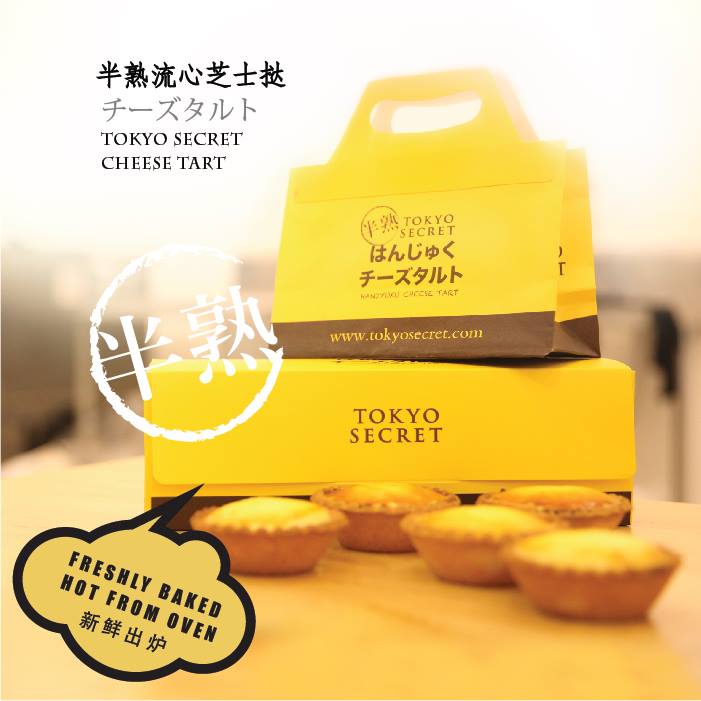 半熟流心芝士挞
チーズタルト
TOKYO SECRET
CHEESE TART
半熟
TOKYO
SECRET
はんじゅく
チーズタルト
HANJYUKU CHEESE TART
www.tokyosecret.com
半熟
TOKYO
SECRET
FRESHLY BAKED
HOT FROM OVEN
新鲜出炉